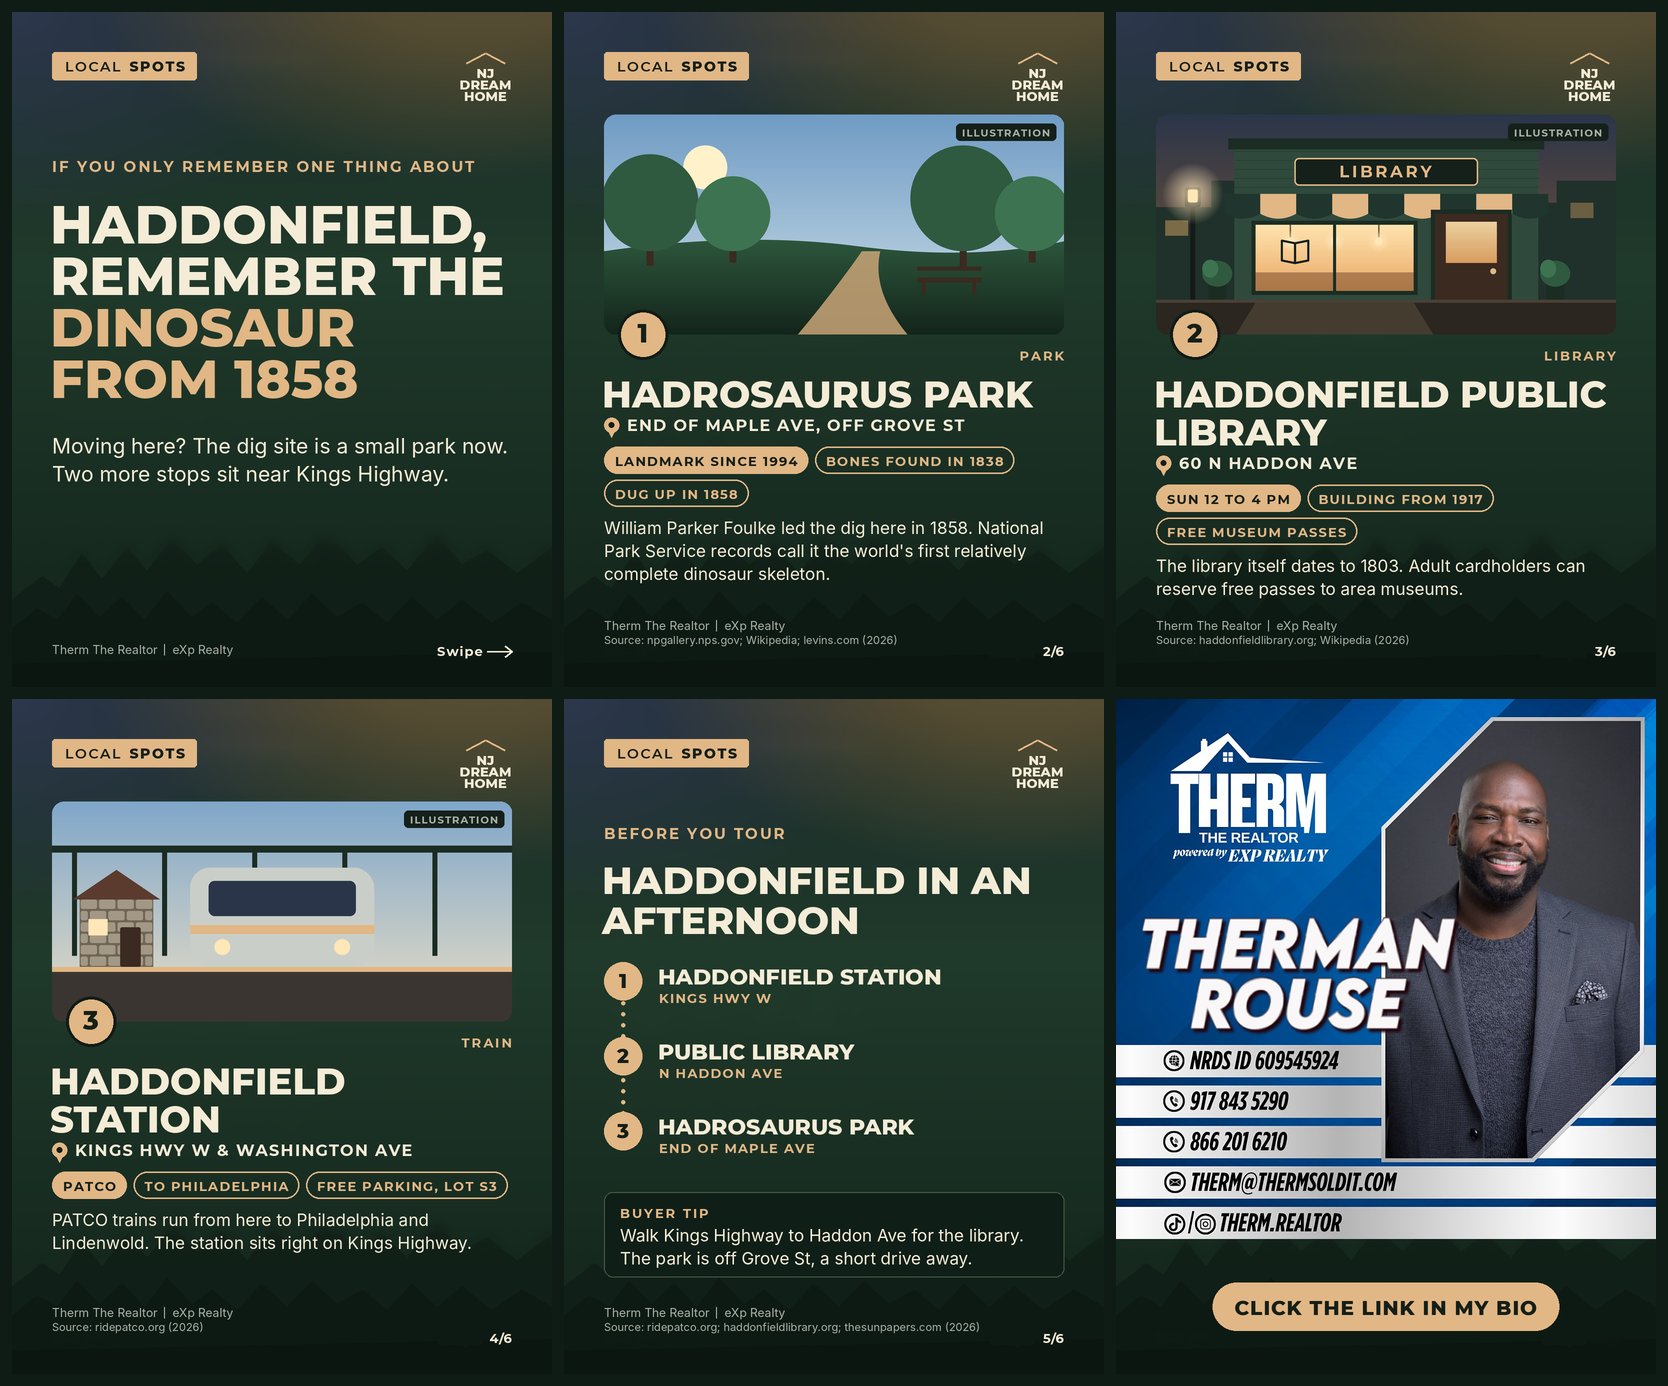 LOCAL SPOTS
NJ
DREAM
HOME
IF YOU ONLY REMEMBER ONE THING ABOUT
HADDONFIELD,
REMEMBER THE
DINOSAUR
FROM 1858
Moving here? The dig site is a small park now.
Two more stops sit near Kings Highway.
Therm The Realtor | eXp Realty
Swipe
LOCAL SPOTS
NJ
DREAM
HOME
ILLUSTRATION
1
PARK
HADROSAURUS PARK
END OF MAPLE AVE, OFF GROVE ST
LANDMARK SINCE 1994
BONES FOUND IN 1838
DUG UP IN 1858
William Parker Foulke led the dig here in 1858. National
Park Service records call it the world's first relatively
complete dinosaur skeleton.
Therm The Realtor | eXp Realty
Source: npgallery.nps.gov; Wikipedia; levins.com (2026)
2/6
LOCAL SPOTS
NJ
DREAM
HOME
ILLUSTRATION
LIBRARY
2
LIBRARY
HADDONFIELD PUBLIC
LIBRARY
60 N HADDON AVE
SUN 12 TO 4 PM
BUILDING FROM 1917
FREE MUSEUM PASSES
The library itself dates to 1803. Adult cardholders can
reserve free passes to area museums.
Therm The Realtor | eXp Realty
Source: haddonfieldlibrary.org; Wikipedia (2026)
3/6
LOCAL SPOTS
NJ
DREAM
HOME
ILLUSTRATION
3
TRAIN
HADDONFIELD
STATION
KINGS HWY W & WASHINGTON AVE
PATCO
TO PHILADELPHIA
FREE PARKING, LOT S3
PATCO trains run from here to Philadelphia and
Lindenwold. The station sits right on Kings Highway.
Therm The Realtor | eXp Realty
Source: ridepatco.org (2026)
4/6
LOCAL SPOTS
NJ
DREAM
HOME
BEFORE YOU TOUR
HADDONFIELD IN AN
AFTERNOON
1
HADDONFIELD STATION
KINGS HWY W
2
PUBLIC LIBRARY
N HADDON AVE
3
HADROSAURUS PARK
END OF MAPLE AVE
BUYER TIP
Walk Kings Highway to Haddon Ave for the library.
The park is off Grove St, a short drive away.
Therm The Realtor | eXp Realty
Source: ridepatco.org; haddonfieldlibrary.org; thesunpapers.com (2026)
5/6
THERM
THE REALTOR
powered by EXP REALTY
THERMAN
ROUSE
NRDS ID 609545924
917 843 5290
866 201 6210
THERM@THERMSOLDIT.COM
/ THERM.REALTOR
CLICK THE LINK IN MY BIO